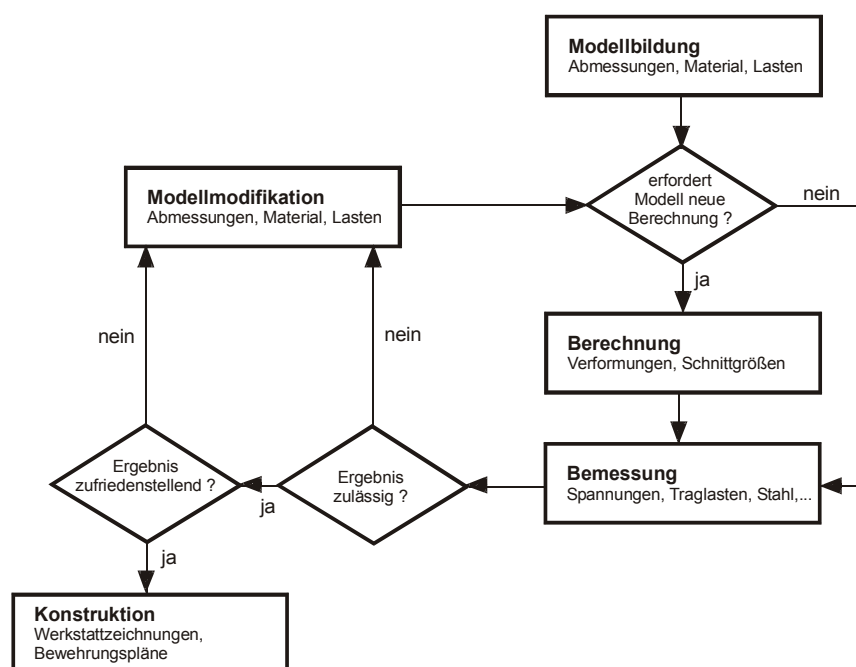 Modellbildung
Abmessungen, Material, Lasten
erfordert
Modell neue
Berechnung ?
nein
ja
Modellmodifikation
Abmessungen, Material, Lasten
nein
nein
Berechnung
Verformungen, Schnittgrößen
Bemessung
Spannungen, Traglasten, Stahl,...
Ergebnis
zulässig ?
ja
Ergebnis
zufriedenstellend ?
ja
Konstruktion
Werkstattzeichnungen,
Bewehrungspläne